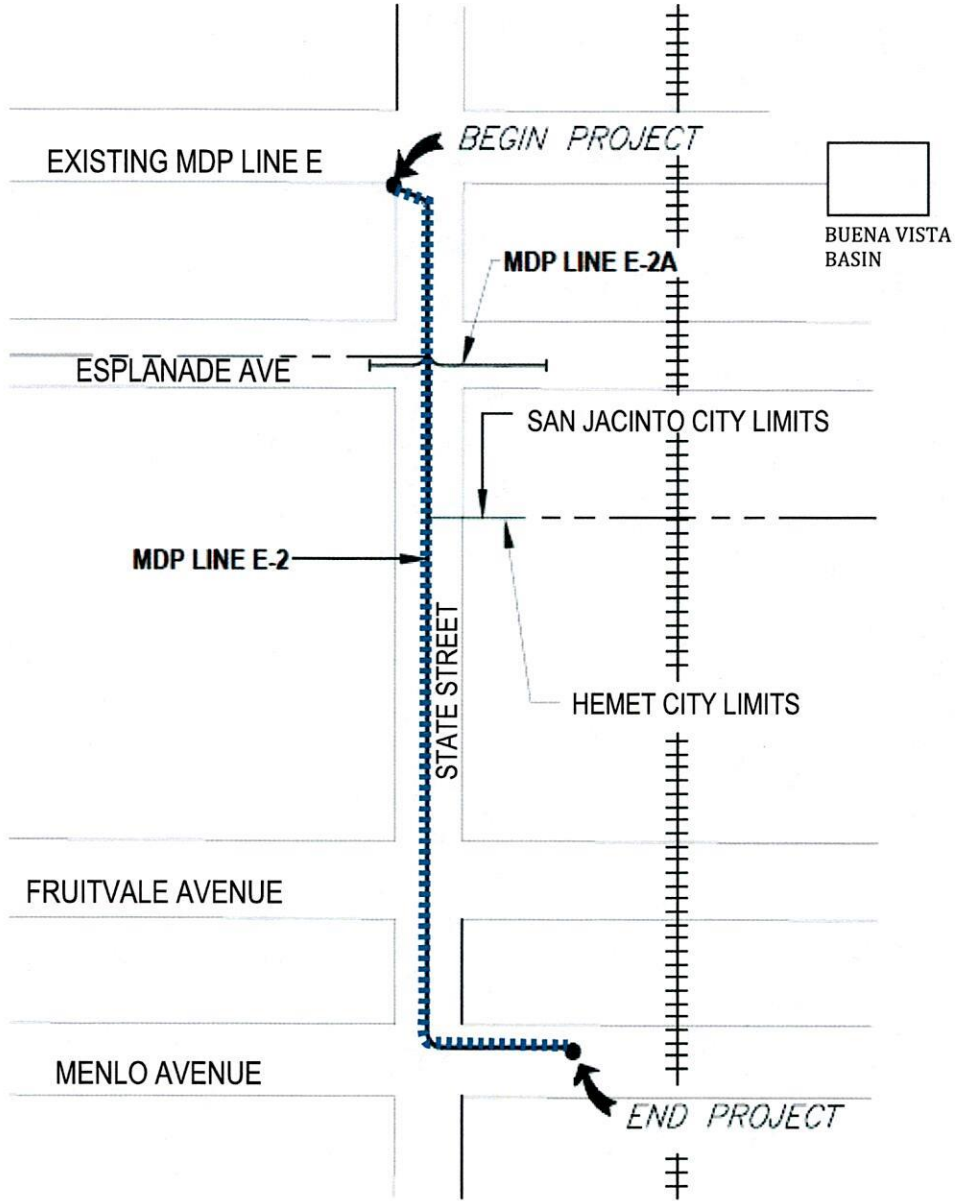 BEGIN PROJECT
EXISTING MDP LINE E
BUENA VISTA
BASIN
MDP LINE E-2A
ESPLANADE AVE
SAN JACINTO CITY LIMITS
MDP LINE E-2
STATE STREET
HEMET CITY LIMITS
FRUITVALE AVENUE
MENLO AVENUE
END PROJECT